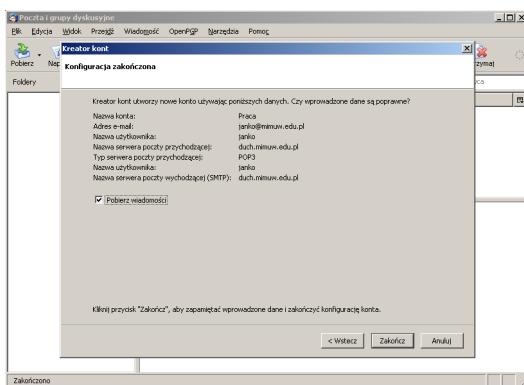 Poczta i grupy dyskusyjne
Plik Edycja Widok Przejdź Wiadomość OpenPGP Narzędzia Pomoc
Pobierz
Foldery
Kreator kont
Konfiguracja zakończona
Kreator kont utworzy nowe konto używając poniższych danych. Czy wprowadzone dane są poprawne?
Nazwa konta: Praca
Adres e-mail: janko@mimuw.edu.pl
Nazwa użytkownika: janko
Nazwa serwera poczty przychodzącej: duch.mimuw.edu.pl
Typ serwera poczty przychodzącej: POP3
Nazwa użytkownika: janko
Nazwa serwera poczty wychodzącej (SMTP): duch.mimuw.edu.pl
Pobierz wiadomości
Kliknij przycisk "Zakończ", aby zapamiętać wprowadzone dane i zakończyć konfigurację konta.
< Wstecz Zakończ Anuluj
Zakończono